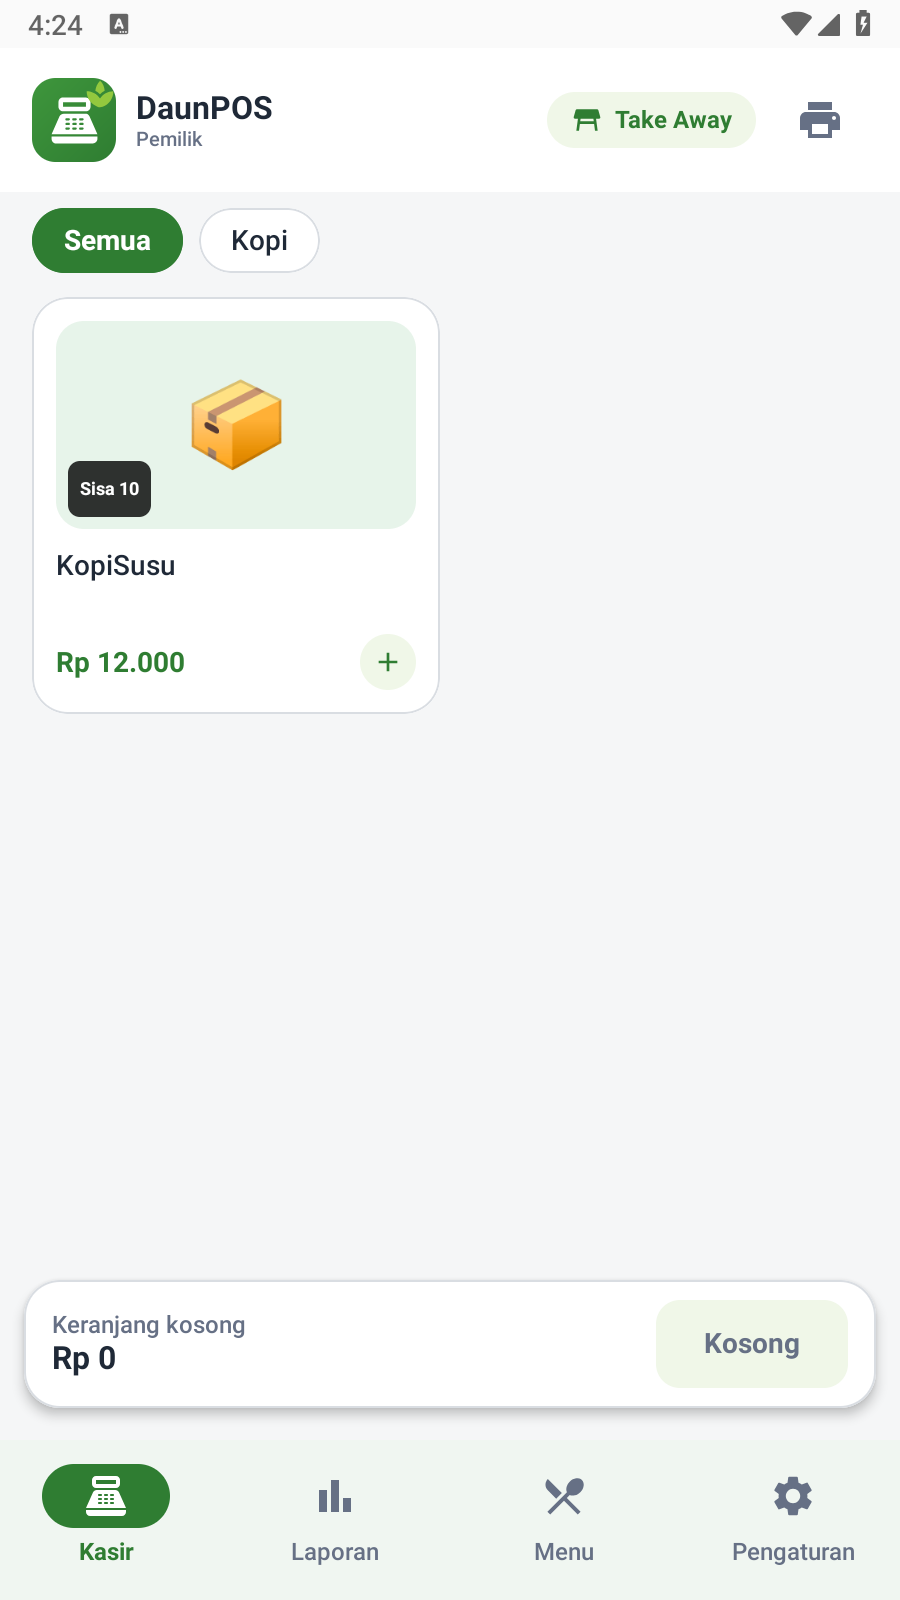 4:24
DaunPOS
Pemilik
Take Away
Semua
Kopi
Sisa 10
KopiSusu
Rp 12.000
Keranjang kosong
Rp 0
Kosong
Kasir
Laporan
Menu
Pengaturan